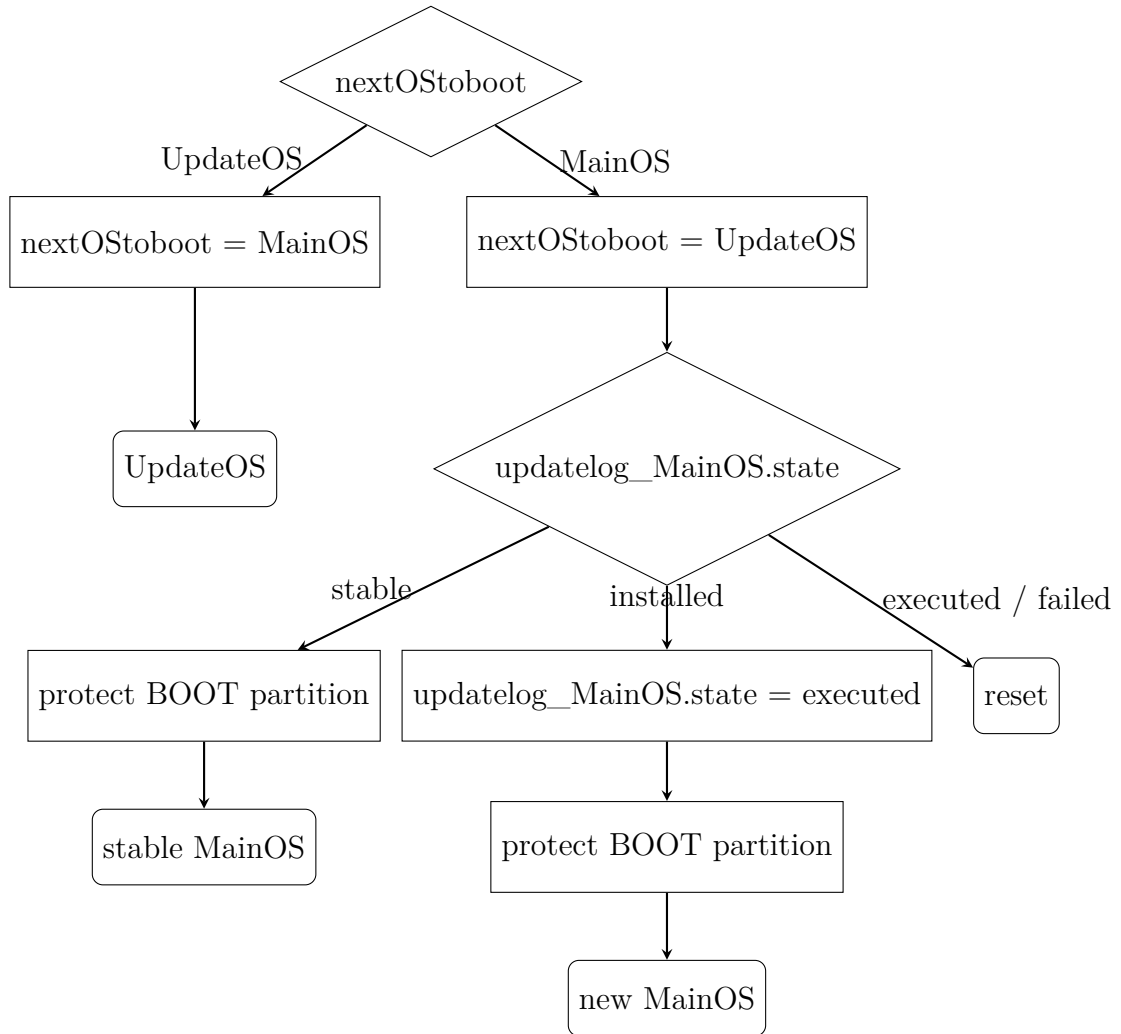 nextOStoboot
UpdateOS
MainOS
nextOStoboot = MainOS
nextOStoboot = UpdateOS
UpdateOS
updatelog_MainOS.state
stable
installed
executed / failed
protect BOOT partition
updatelog_MainOS.state = executed
reset
stable MainOS
protect BOOT partition
new MainOS